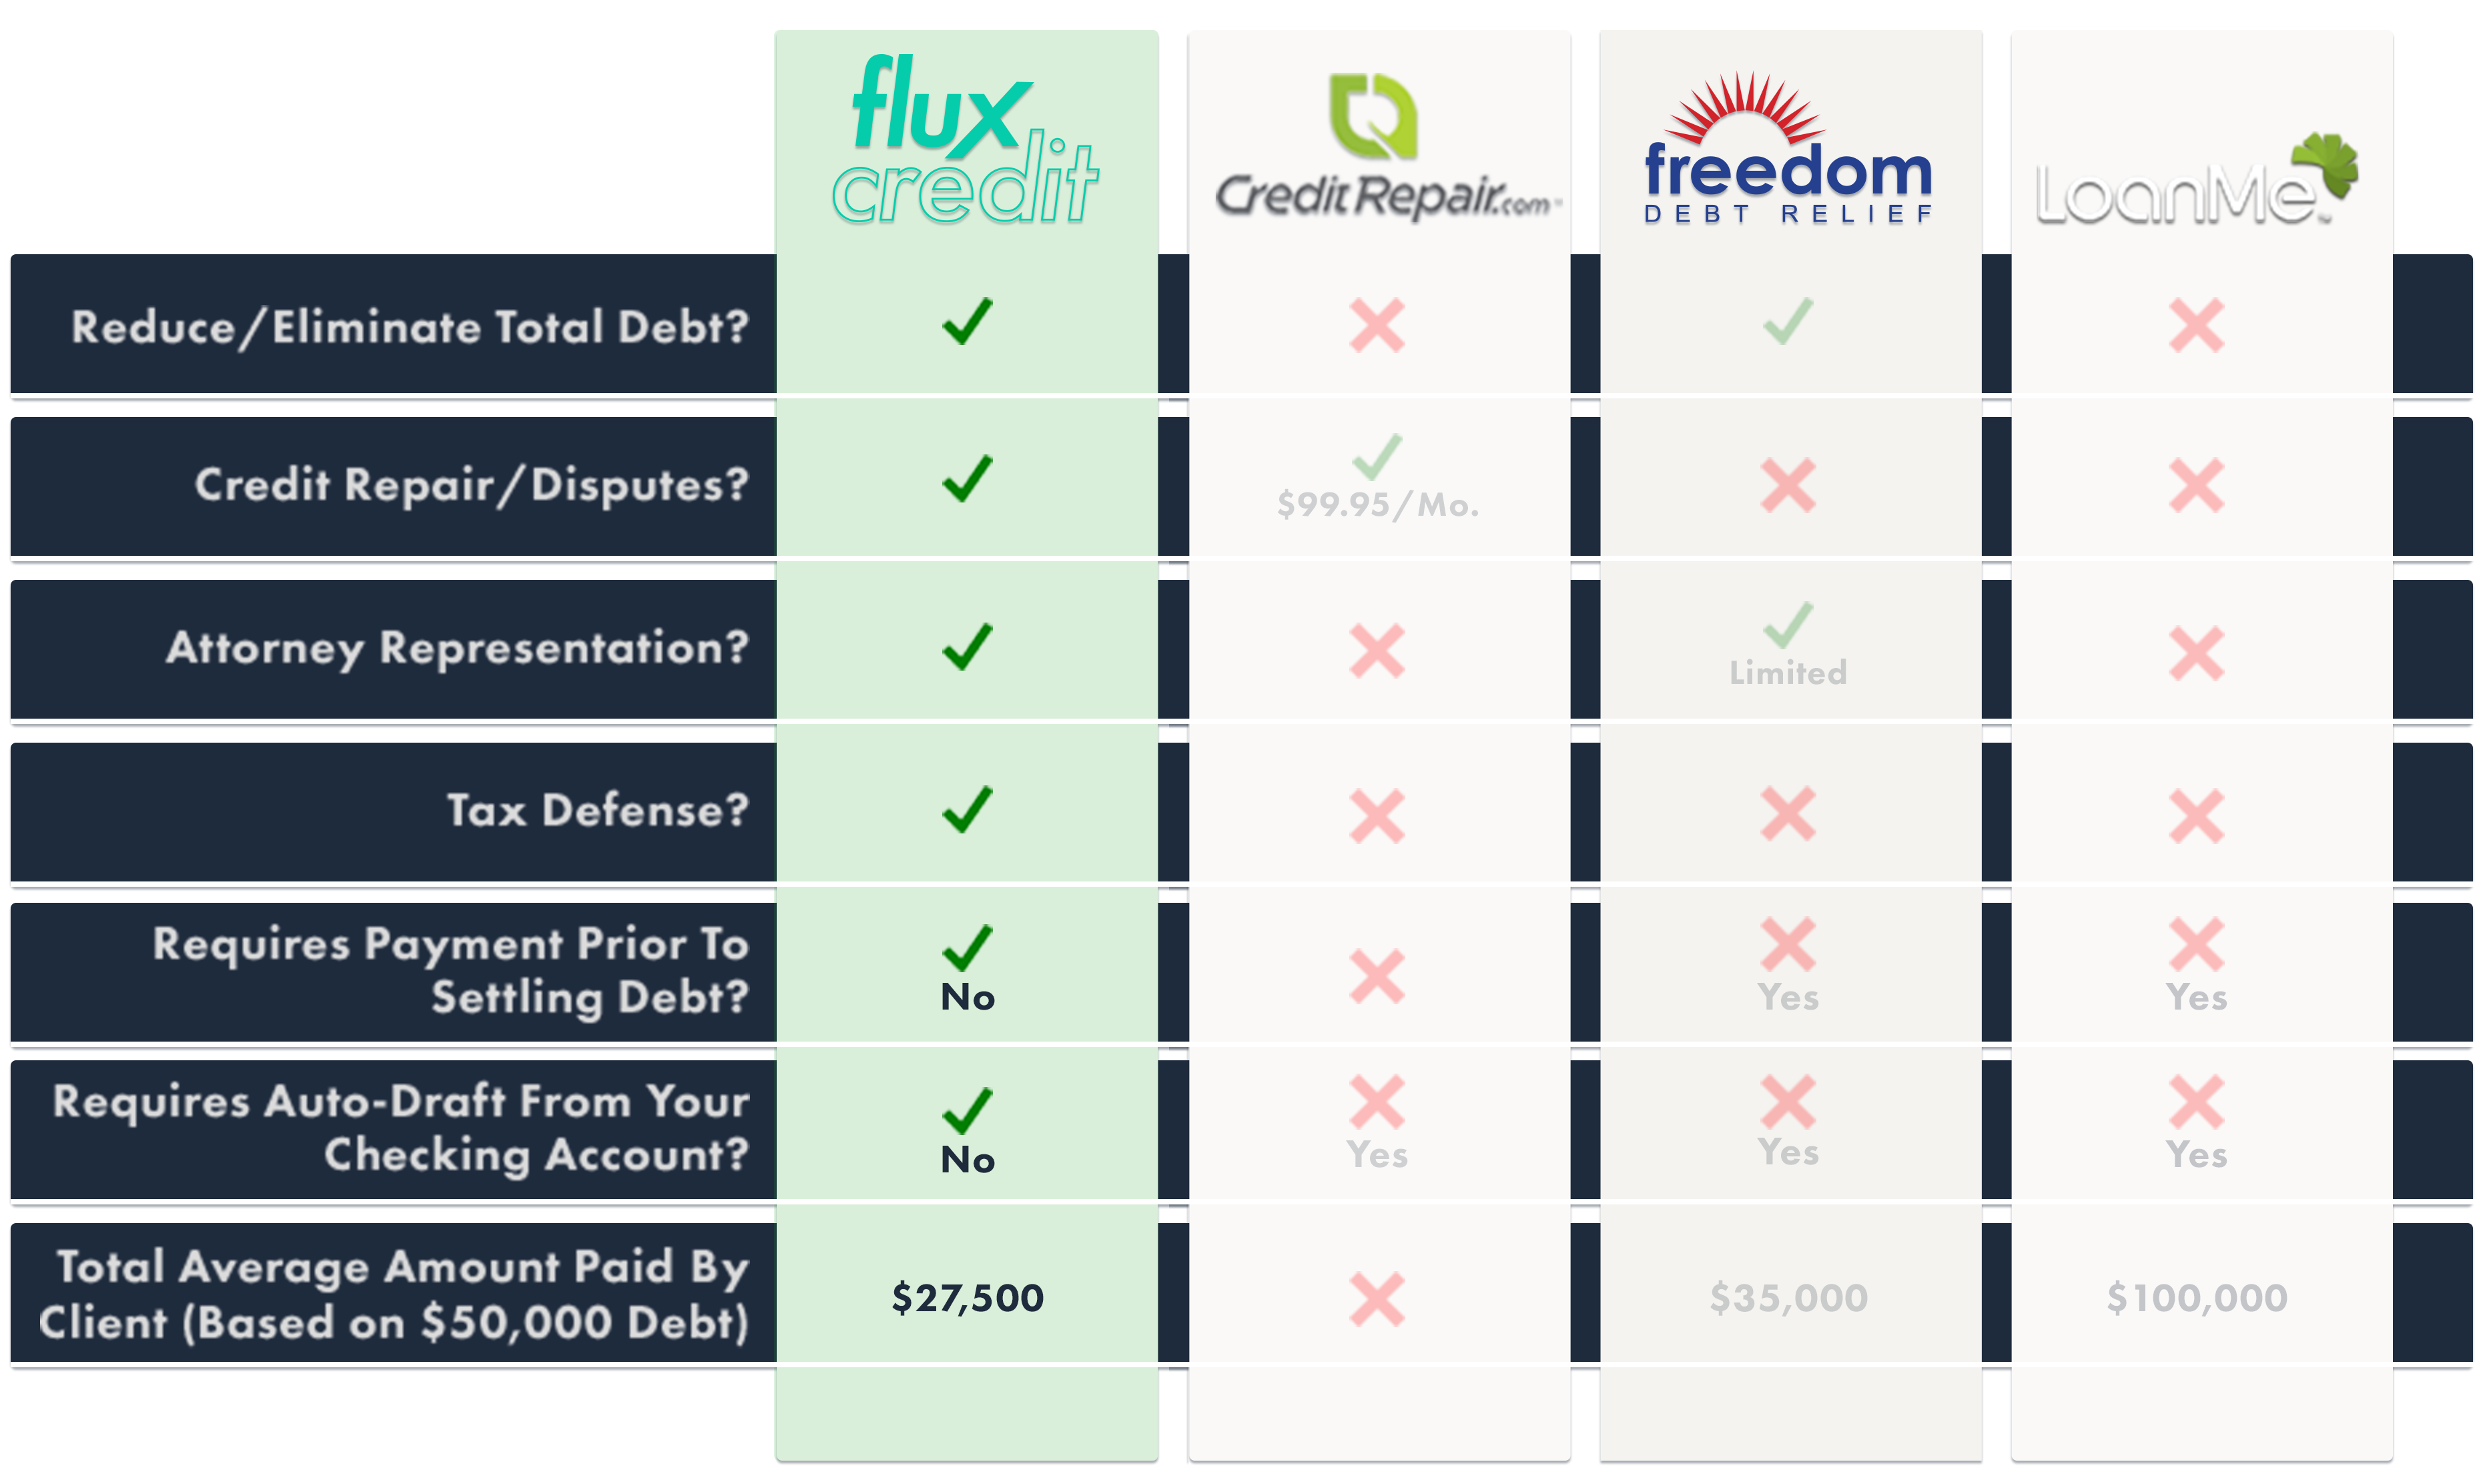 flux
credit
CreditRepair.com
freedom
DEBT RELIEF
LoanMe
Reduce/Eliminate Total Debt?
Credit Repair/Disputes?
$99.95/Mo.
Attorney Representation?
Limited
Tax Defense?
Requires Payment Prior To
Settling Debt?
No
Yes
Yes
Requires Auto-Draft From Your
Checking Account?
No
Yes
Yes
Yes
Total Average Amount Paid By
Client (Based on $50,000 Debt)
$27,500
$35,000
$100,000